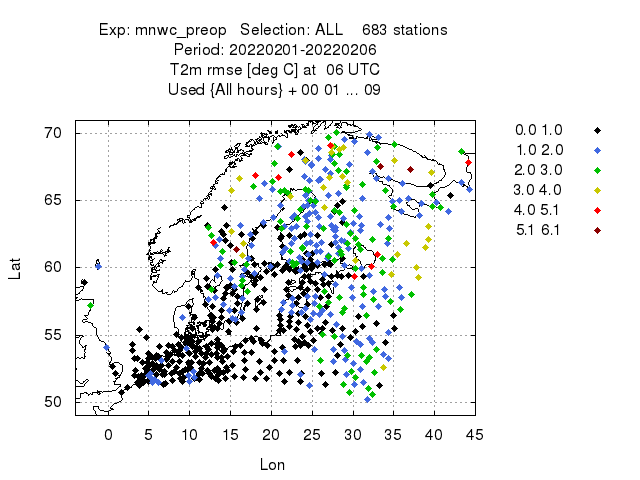 Exp: mnwc_preop Selection: ALL 683 stations
Period: 20220201-20220206
T2m rmse [deg C] at 06 UTC
Used {All hours} + 00 01 ... 09
70
65
60
55
50
Lat
0 5 10 15 20 25 30 35 40 45
Lon
0.0 1.0
1.0 2.0
2.0 3.0
3.0 4.0
4.0 5.1
5.1 6.1